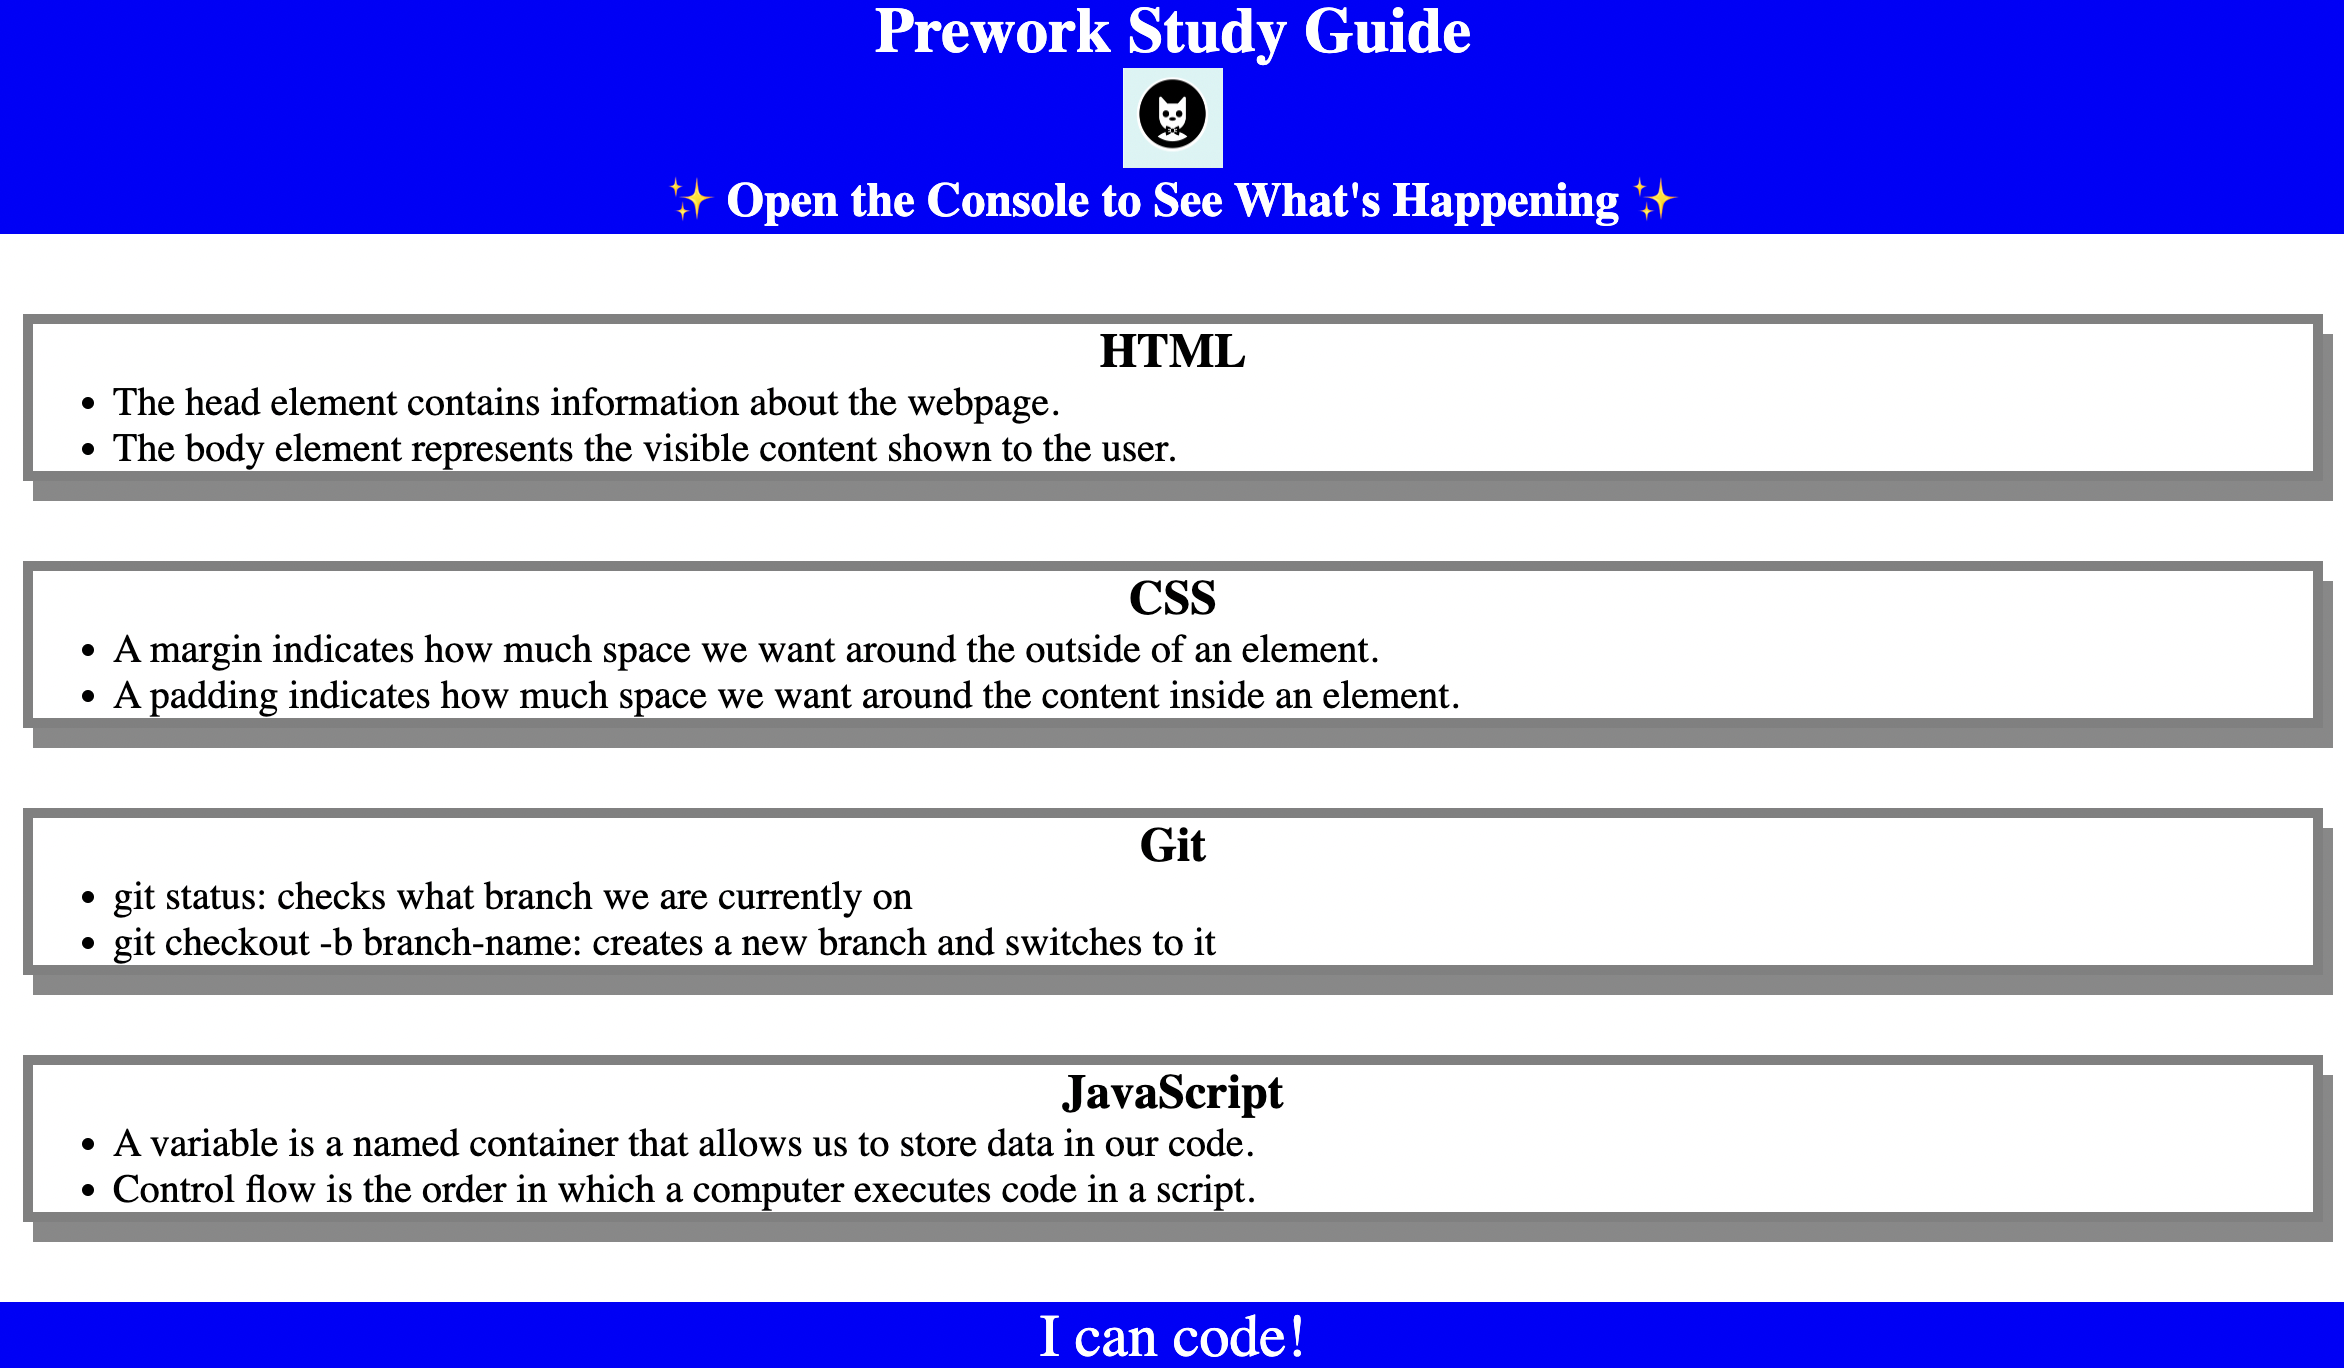 Prework Study Guide
✨ Open the Console to See What's Happening ✨
HTML
• The head element contains information about the webpage.
• The body element represents the visible content shown to the user.
CSS
• A margin indicates how much space we want around the outside of an element.
• A padding indicates how much space we want around the content inside an element.
Git
• git status: checks what branch we are currently on
• git checkout -b branch-name: creates a new branch and switches to it
JavaScript
• A variable is a named container that allows us to store data in our code.
• Control flow is the order in which a computer executes code in a script.
I can code!